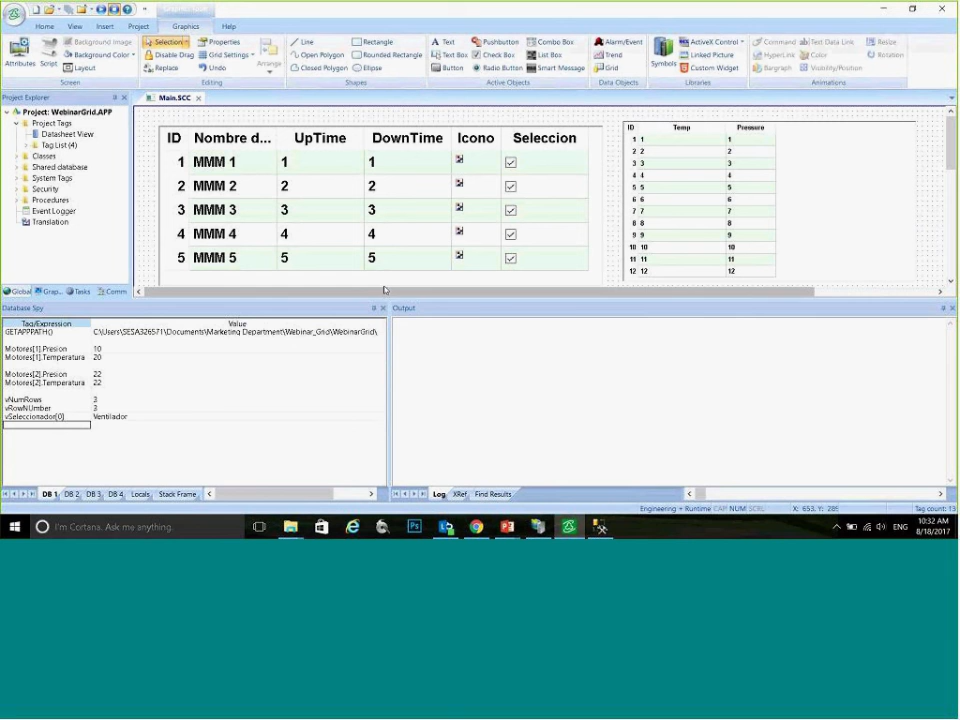 Home View Insert Project Graphics Help
Background Image Selection Properties Line Rectangle A Text Pushbutton Combo Box Alarm/Event ActiveX Control Command Text Data Link Resize
Background Color Disable Drag Grid Settings Open Polygon Rounded Rectangle Text Box Check Box List Box Trend Linked Picture HyperLink Color Rotation
Attributes Script Layout Replace Undo Arrange Closed Polygon Ellipse Button Radio Button Smart Message Grid Symbols Custom Widget Bargraph Visibility/Position
Screen Editing Shapes Active Objects Data Objects Libraries Animations
Project Explorer
Main.SCC
Project: WebinarGrid.APP
Project Tags
Datasheet View
Tag List (4)
Classes
Shared database
System Tags
Security
Procedures
Event Logger
Translation
Global Grap... Tasks Comm
ID Nombre d... UpTime DownTime Icono Seleccion
1 MMM 1 1 1
2 MMM 2 2 2
3 MMM 3 3 3
4 MMM 4 4 4
5 MMM 5 5 5
ID Temp Pressure
1 1 1
2 2 2
3 3 3
4 4 4
5 5 5
6 6 6
7 7 7
8 8 8
9 9 9
10 10 10
11 11 11
12 12 12
Database Spy
Output
Tag/Expression Value
GETAPPPATH() C:\Users\SESA326571\Documents\Marketing Department\Webinar_Grid\WebinarGrid\
Motores[1].Presion 10
Motores[1].Temperatura 20
Motores[2].Presion 22
Motores[2].Temperatura 22
vNumRows 3
vRowNUmber 3
vSeleccionador[0] Ventilador
DB 1 DB 2 DB 3 DB 4 Locals Stack Frame
Log XRef Find Results
Engineering + Runtime CAP NUM SCRL X: 653, Y: 285 Tag count: 13
I'm Cortana. Ask me anything.
ENG
10:32 AM
8/18/2017